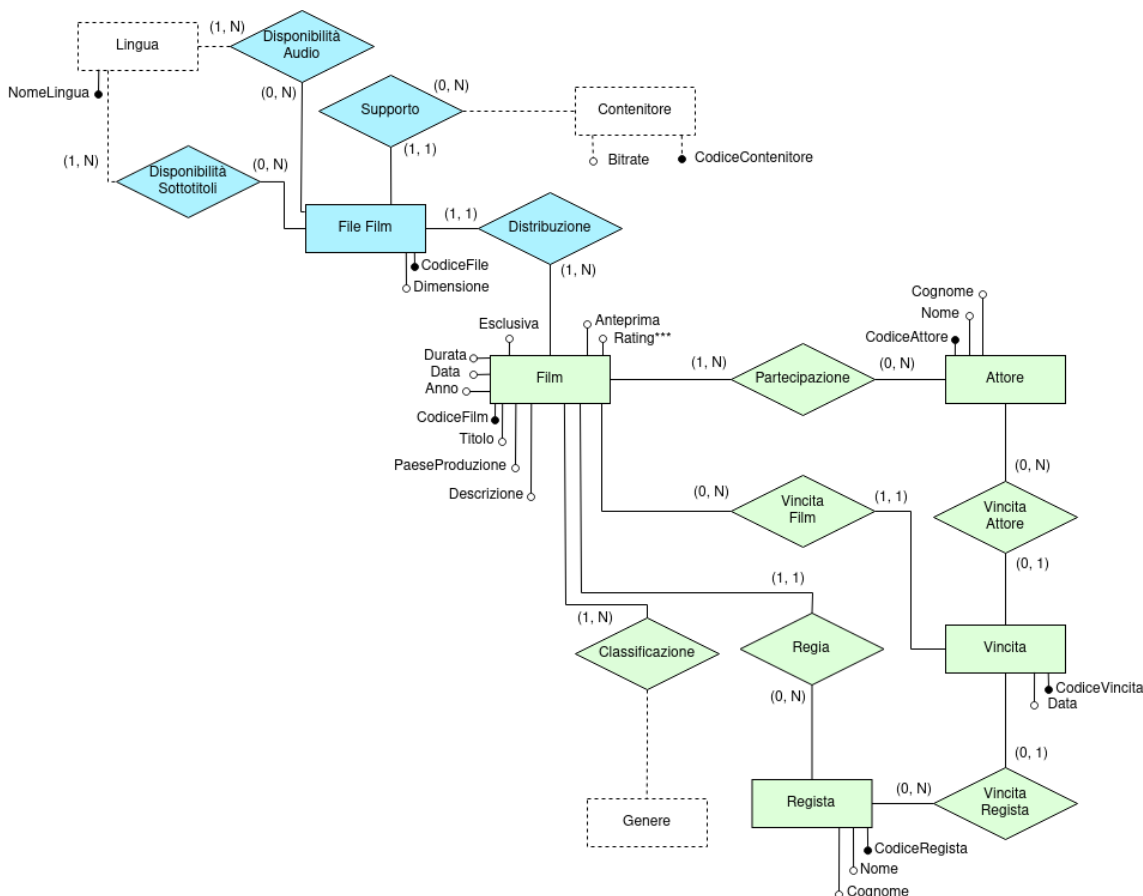 (1, N)
Lingua
Disponibilità
Audio
NomeLingua
(0, N)
(0, N)
Supporto
Contenitore
(1, 1)
Bitrate
CodiceContenitore
(1, N)
(0, N)
Disponibilità
Sottotitoli
File Film
(1, 1)
Distribuzione
CodiceFile
Dimensione
(1, N)
Cognome
Nome
CodiceAttore
Esclusiva
Anteprima
Rating***
Durata
Data
Anno
Film
(1, N)
Partecipazione
(0, N)
Attore
CodiceFilm
Titolo
PaeseProduzione
Descrizione
(0, N)
(0, N)
Vincita
Film
(1, 1)
Vincita
Attore
(0, 1)
(1, 1)
(1, N)
Classificazione
Regia
Vincita
(0, N)
CodiceVincita
Data
(0, 1)
Genere
Regista
(0, N)
Vincita
Regista
CodiceRegista
Nome
Cognome